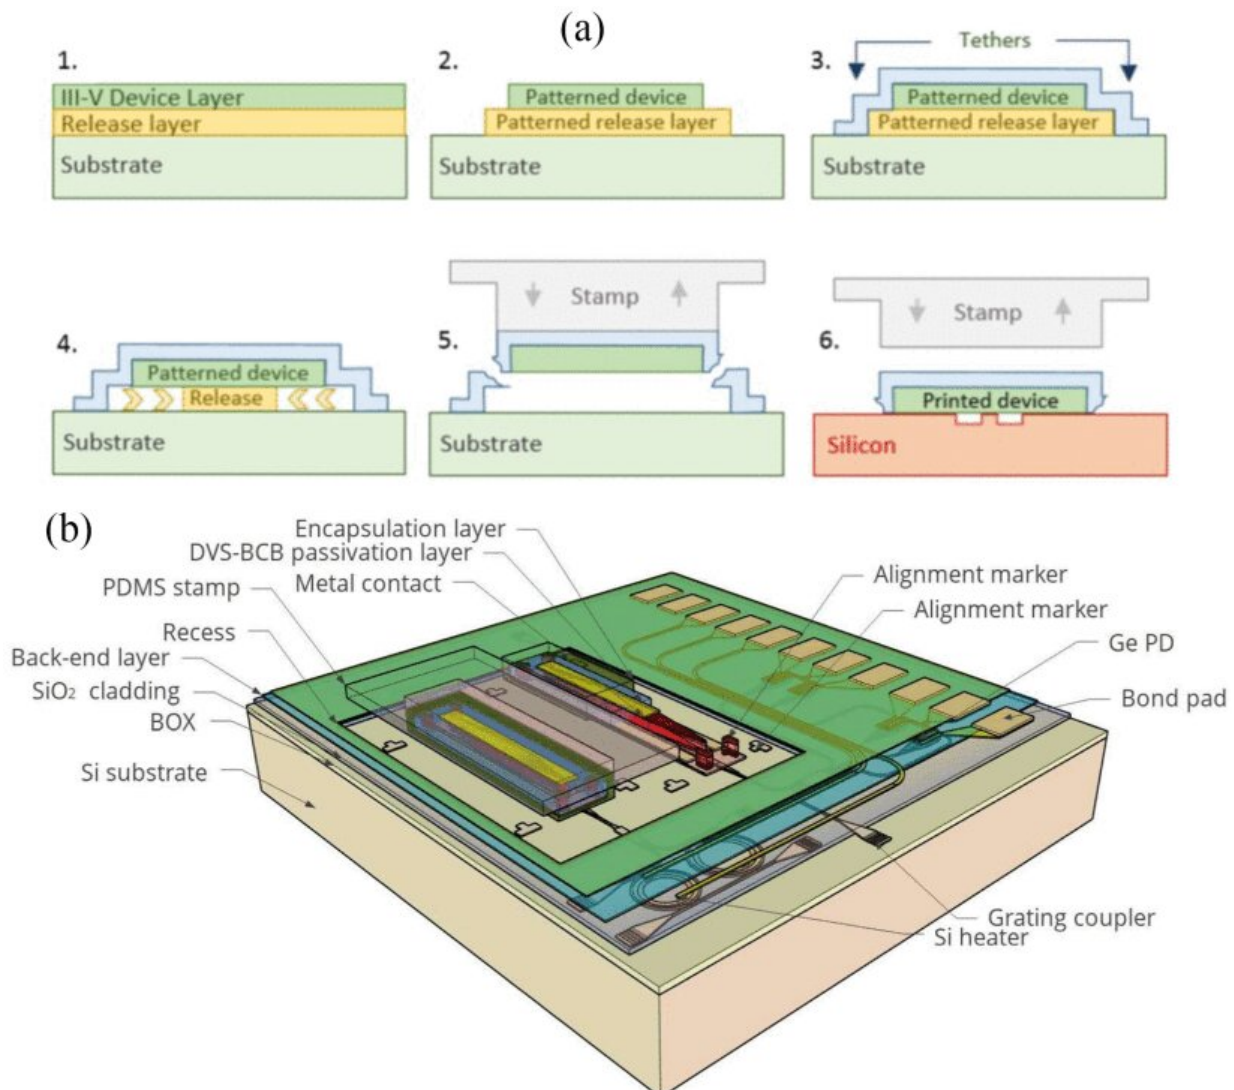 (a)
1.
III-V Device Layer
Release layer
Substrate
2.
Patterned device
Patterned release layer
Substrate
3.
Tethers
Patterned device
Patterned release layer
Substrate
4.
Patterned device
Release
Substrate
5.
Stamp
Substrate
6.
Stamp
Printed device
Silicon
(b)
Encapsulation layer
DVS-BCB passivation layer
Metal contact
PDMS stamp
Recess
Back-end layer
SiO₂ cladding
BOX
Si substrate
Alignment marker
Alignment marker
Ge PD
Bond pad
Grating coupler
Si heater